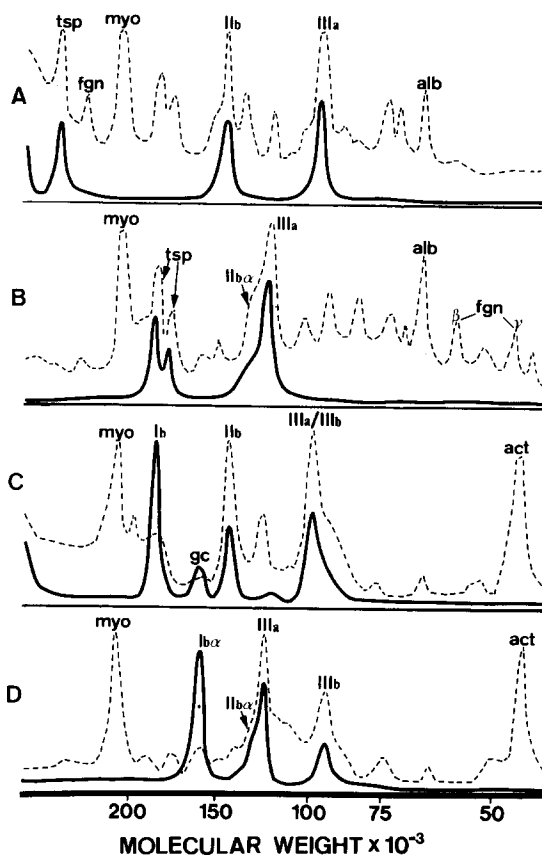 tsp myo IIb IIIa
fgn alb
A
myo tsp IIIa alb
IIbα β fgn γ
B
myo Ib IIb IIIa/IIIb act
gc
C
myo Ibα IIIa act
IIbα IIIb
D
200 150 100 75 50
MOLECULAR WEIGHT × 10⁻³